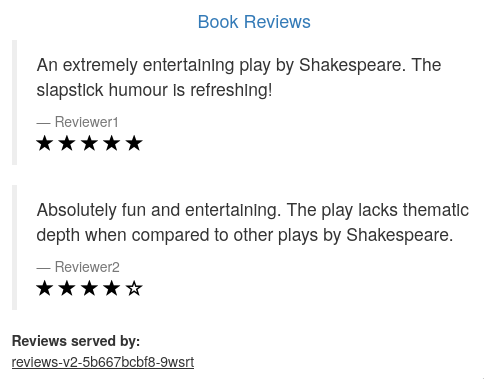 Book Reviews
An extremely entertaining play by Shakespeare. The
slapstick humour is refreshing!
— Reviewer1
★ ★ ★ ★ ★
Absolutely fun and entertaining. The play lacks thematic
depth when compared to other plays by Shakespeare.
— Reviewer2
★ ★ ★ ★ ☆
Reviews served by:
reviews-v2-5b667bcbf8-9wsrt